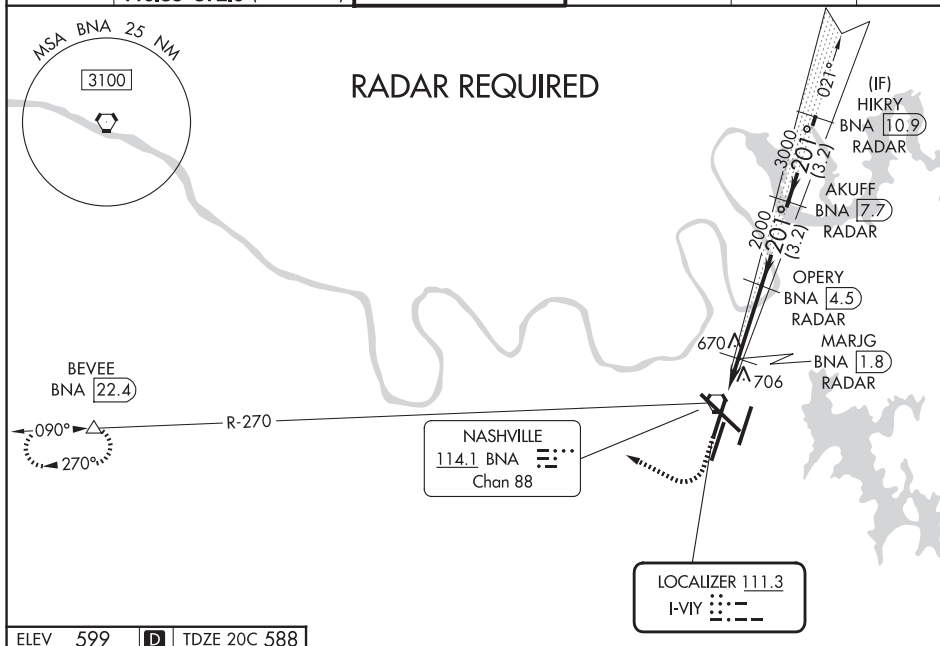 MSA BNA 25 NM
3100
RADAR REQUIRED
021°
(IF)
HIKRY
BNA 10.9
RADAR
3000
201°
(3.2)
AKUFF
BNA 7.7
RADAR
2000
201°
(3.2)
OPERY
BNA 4.5
RADAR
670
MARJG
BNA 1.8
RADAR
706
BEVEE
BNA 22.4
090°
270°
R-270
NASHVILLE
114.1 BNA
Chan 88
LOCALIZER 111.3
I-VIY
ELEV 599 D TDZE 20C 588